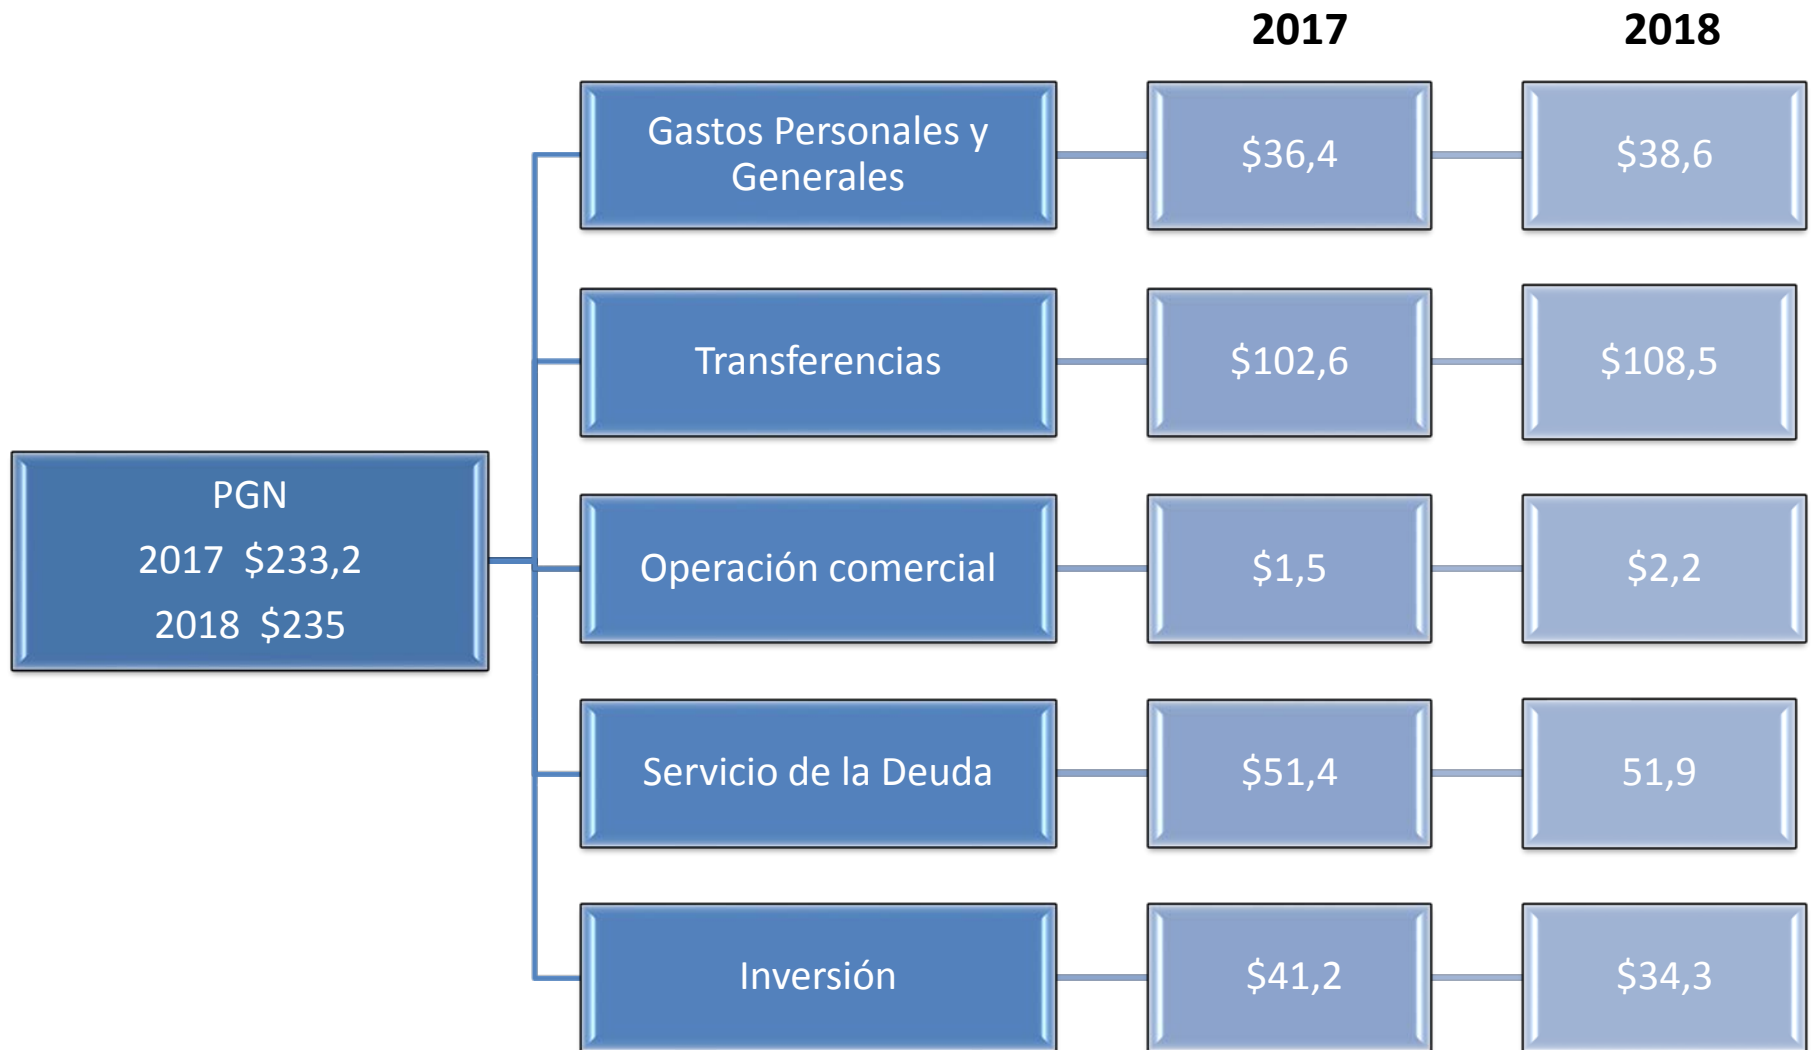 2017 2018
Gastos Personales y
Generales
$36,4
$38,6
Transferencias
$102,6
$108,5
PGN
2017 $233,2
2018 $235
Operación comercial
$1,5
$2,2
Servicio de la Deuda
$51,4
51,9
Inversión
$41,2
$34,3